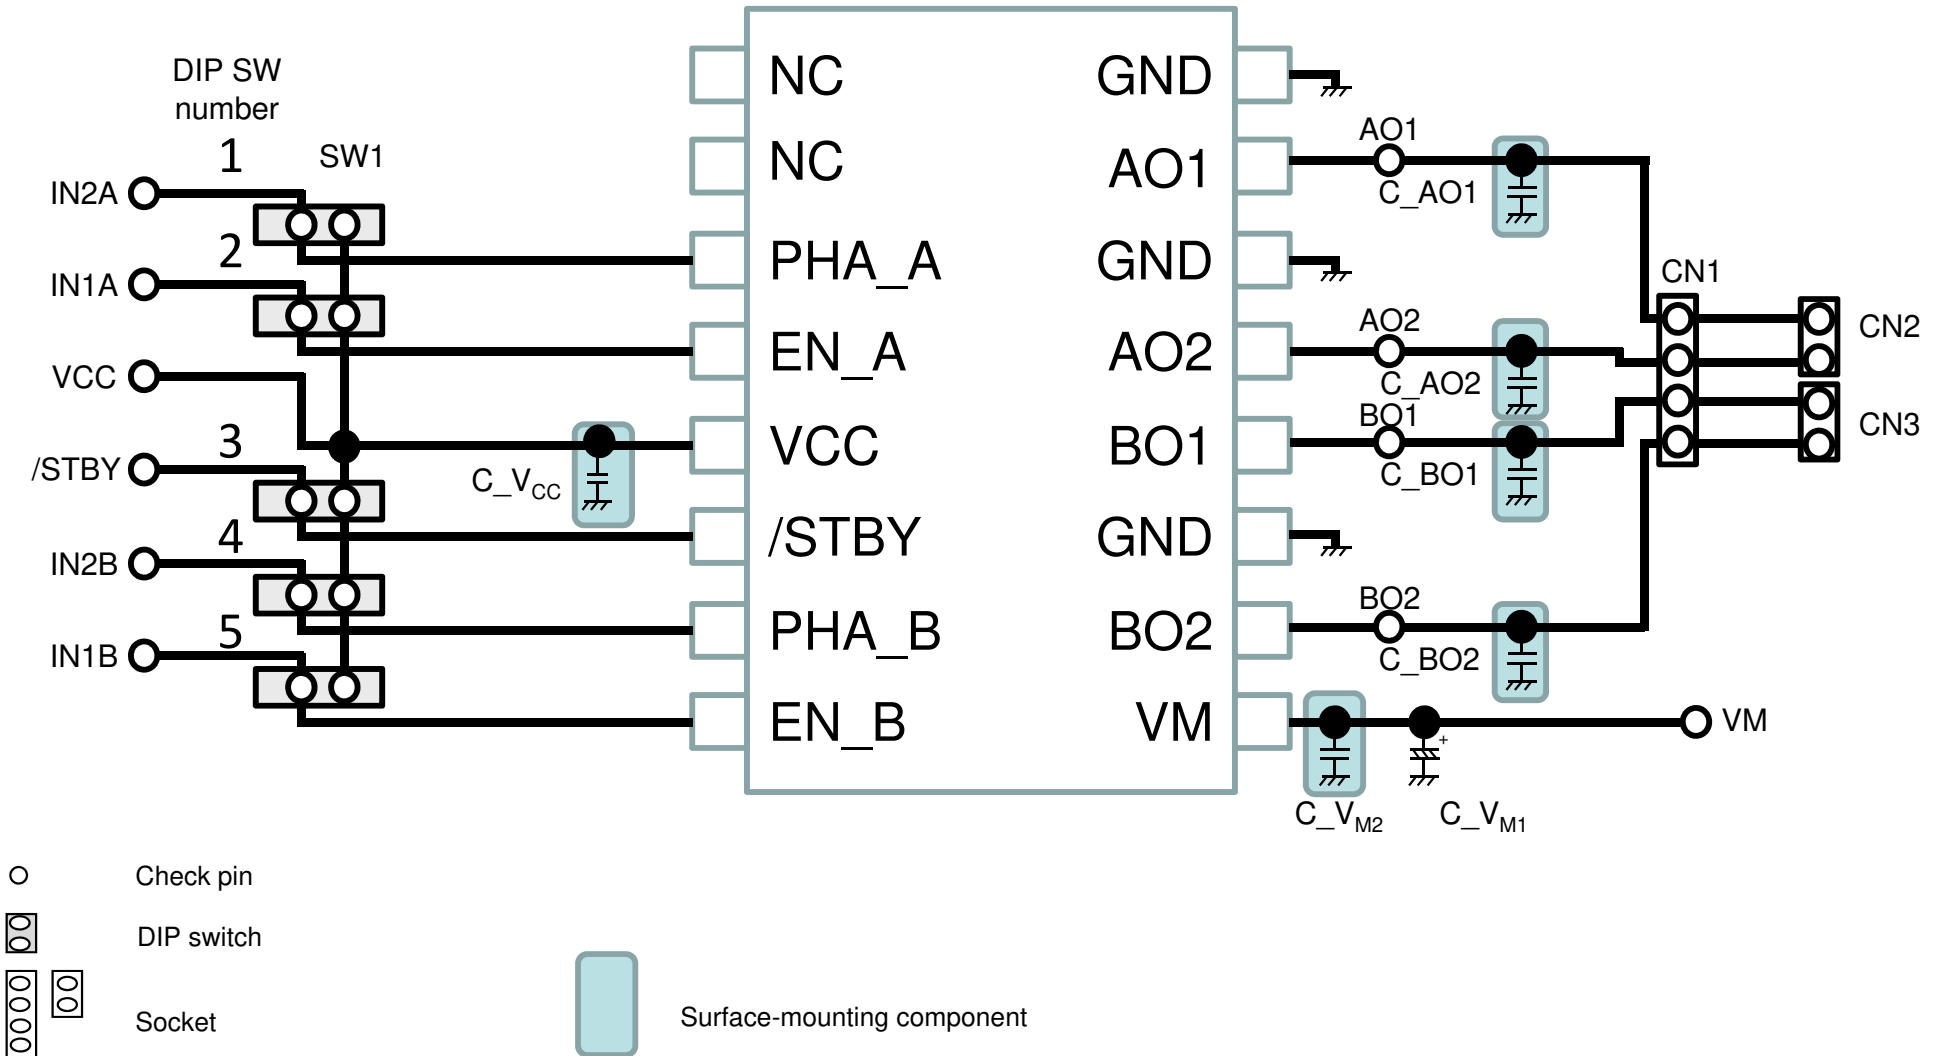 DIP SW
number
1
SW1
IN2A
2
IN1A
VCC
3
/STBY
C_VCC
4
IN2B
5
IN1B
NC
NC
PHA_A
EN_A
VCC
/STBY
PHA_B
EN_B
GND
AO1
GND
AO2
BO1
GND
BO2
VM
AO1
C_AO1
AO2
C_AO2
BO1
C_BO1
BO2
C_BO2
CN1
CN2
CN3
+
VM
C_VM2
C_VM1
Check pin
DIP switch
Socket
Surface-mounting component